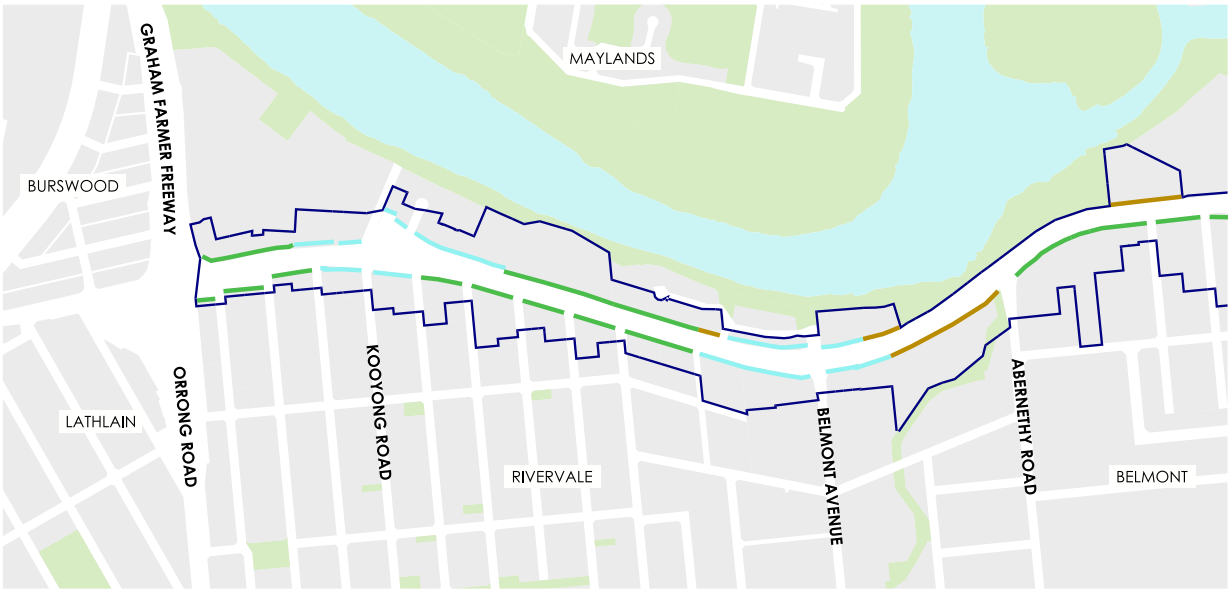 MAYLANDS
GRAHAM FARMER FREEWAY
BURSWOOD
KOOYONG ROAD
ORRONG ROAD
ABERNETHY ROAD
LATHLAIN
BELMONT AVENUE
RIVERVALE
BELMONT